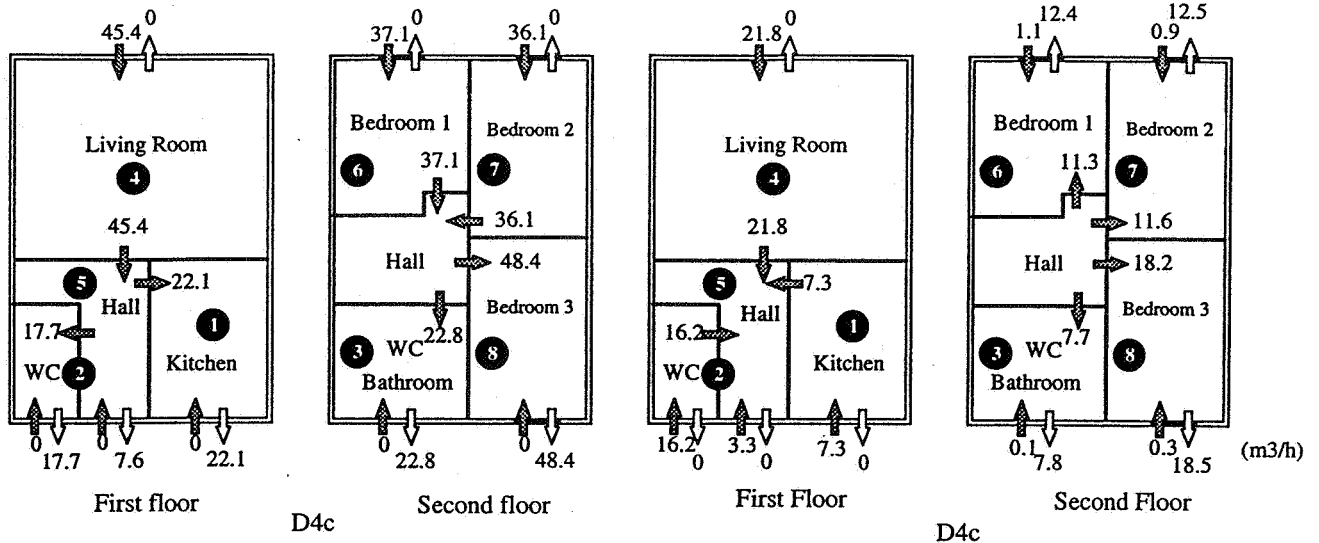 0
45.4
0
37.1
0
36.1
0
21.8
12.4
1.1
12.5
0.9
Living Room
4
45.4
5
22.1
Hall
17.7
1
WC
2
Kitchen
0
0
0
17.7
7.6
22.1
First floor
Bedroom 1
Bedroom 2
37.1
6
7
36.1
Hall
48.4
Bedroom 3
22.8
WC
3
8
Bathroom
0
0
22.8
48.4
Second floor
D4c
Living Room
4
21.8
5
7.3
Hall
16.2
1
WC
2
Kitchen
16.2
3.3
7.3
0
0
0
First Floor
Bedroom 1
Bedroom 2
11.3
6
7
11.6
Hall
18.2
Bedroom 3
7.7
WC
3
8
Bathroom
0.1
0.3
7.8
18.5
(m3/h)
Second Floor
D4c